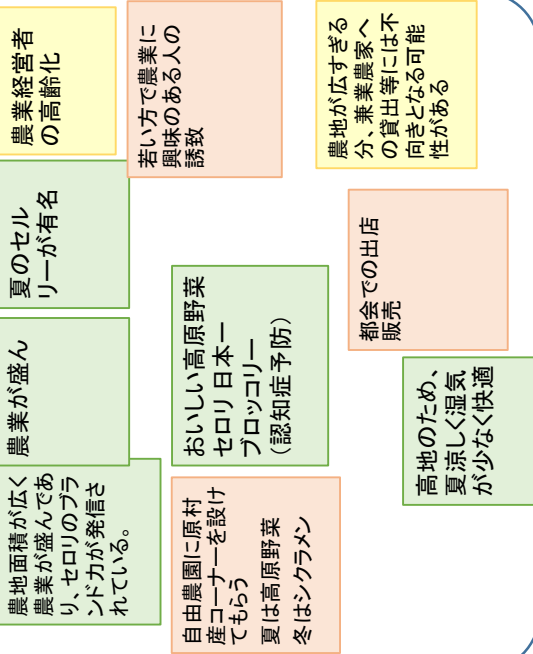 農地面積が広く
農業が盛んであ
り、セロリのブラ
ンド力が発信さ
れている。
農業が盛ん
夏のセル
リーが有名
農業経営者
の高齢化
自由農園に原村
産コーナーを設け
てもらう
夏は高原野菜
冬はシクラメン
おいしい高原野菜
セロリ 日本一
ブロッコリー
（認知症予防）
若い方で農業に
興味のある人の
誘致
高地のため、
夏涼しく湿気
が少なく快適
都会での出店
販売
農地が広すぎる
分、兼業農家へ
の貸出等には不
向きとなる可能
性がある